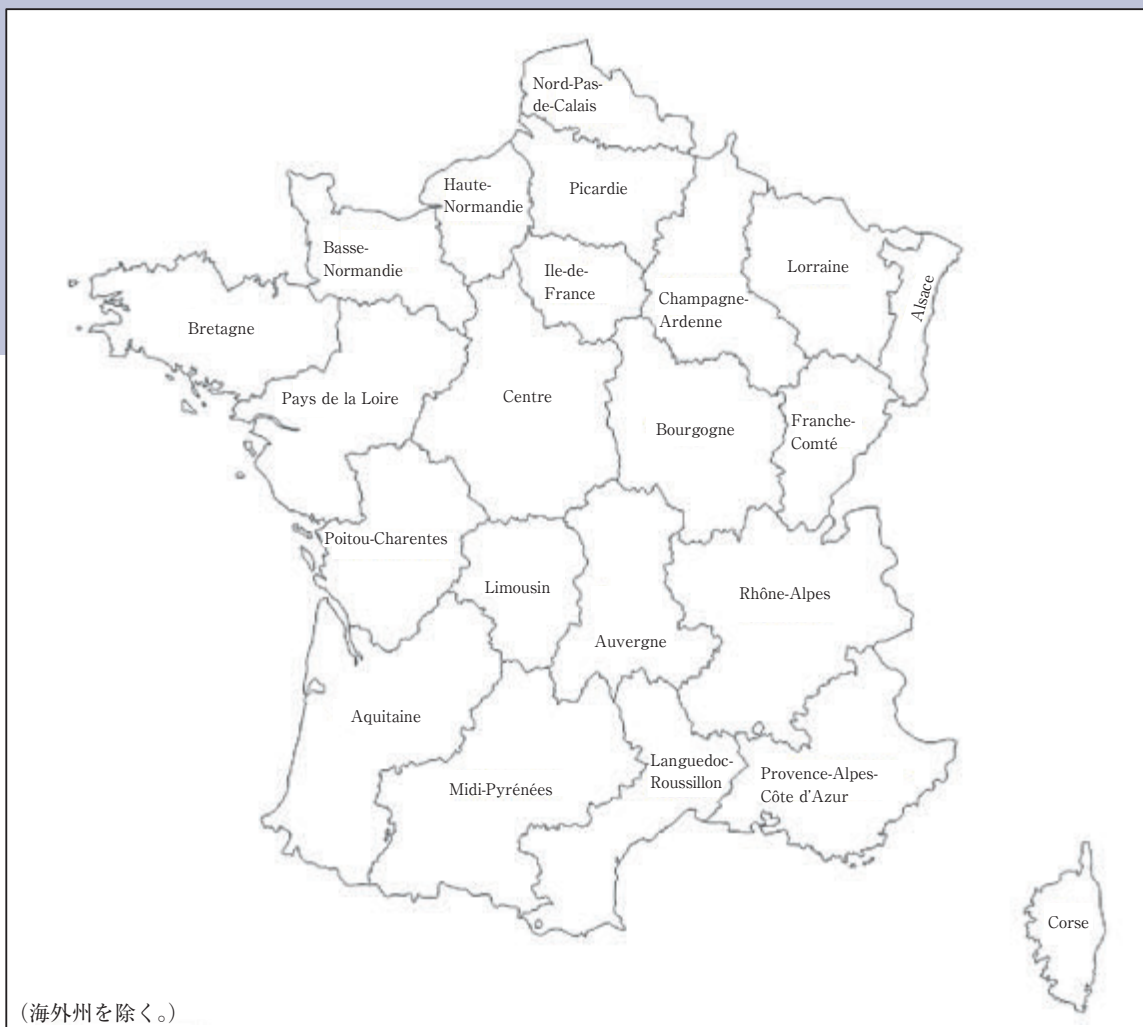 Nord-Pas-
de-Calais
Haute-
Normandie
Picardie
Basse-
Normandie
Ile-de-
France
Champagne-
Ardenne
Lorraine
Alsace
Bretagne
Pays de la Loire
Centre
Bourgogne
Franche-
Comté
Poitou-Charentes
Limousin
Auvergne
Rhône-Alpes
Aquitaine
Midi-Pyrénées
Languedoc-
Roussillon
Provence-Alpes-
Côte d'Azur
Corse
(海外州を除く。)